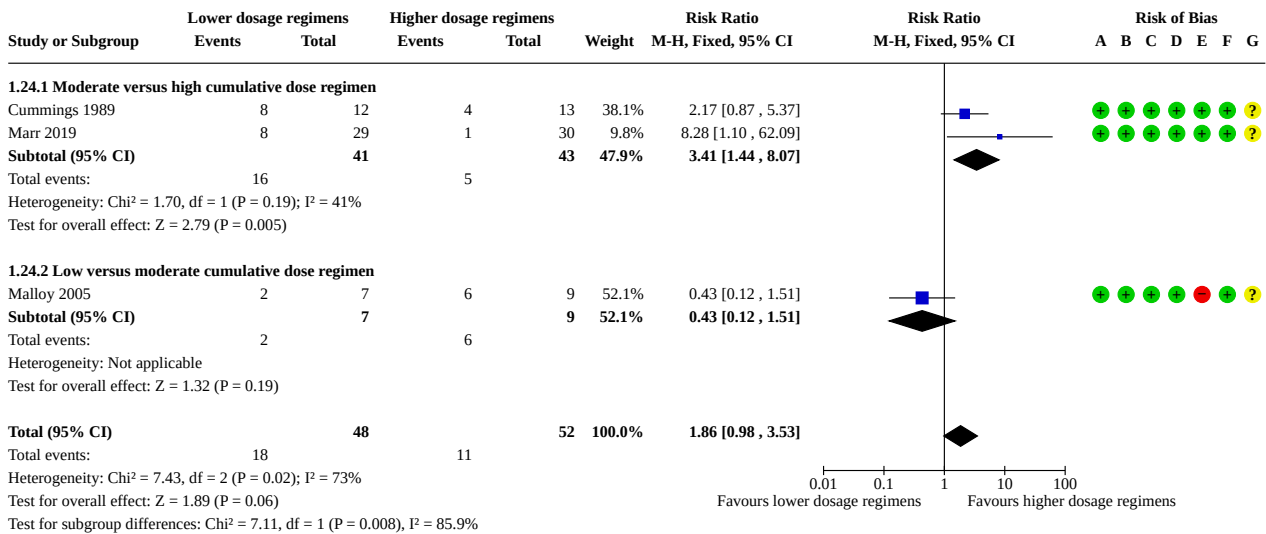 Lower dosage regimens Higher dosage regimens Risk Ratio Risk Ratio Risk of Bias
Study or Subgroup Events Total Events Total Weight M-H, Fixed, 95% CI M-H, Fixed, 95% CI A B C D E F G
1.24.1 Moderate versus high cumulative dose regimen
Cummings 1989 8 12 4 13 38.1% 2.17 [0.87 , 5.37] + + + + + + ?
Marr 2019 8 29 1 30 9.8% 8.28 [1.10 , 62.09] + + + + + + ?
Subtotal (95% CI) 41 43 47.9% 3.41 [1.44 , 8.07]
Total events: 16 5
Heterogeneity: Chi² = 1.70, df = 1 (P = 0.19); I² = 41%
Test for overall effect: Z = 2.79 (P = 0.005)
1.24.2 Low versus moderate cumulative dose regimen
Malloy 2005 2 7 6 9 52.1% 0.43 [0.12 , 1.51] + + + + − + ?
Subtotal (95% CI) 7 9 52.1% 0.43 [0.12 , 1.51]
Total events: 2 6
Heterogeneity: Not applicable
Test for overall effect: Z = 1.32 (P = 0.19)
Total (95% CI) 48 52 100.0% 1.86 [0.98 , 3.53]
Total events: 18 11
Heterogeneity: Chi² = 7.43, df = 2 (P = 0.02); I² = 73%
Test for overall effect: Z = 1.89 (P = 0.06)
Test for subgroup differences: Chi² = 7.11, df = 1 (P = 0.008), I² = 85.9%
0.01 0.1 1 10 100
Favours lower dosage regimens Favours higher dosage regimens